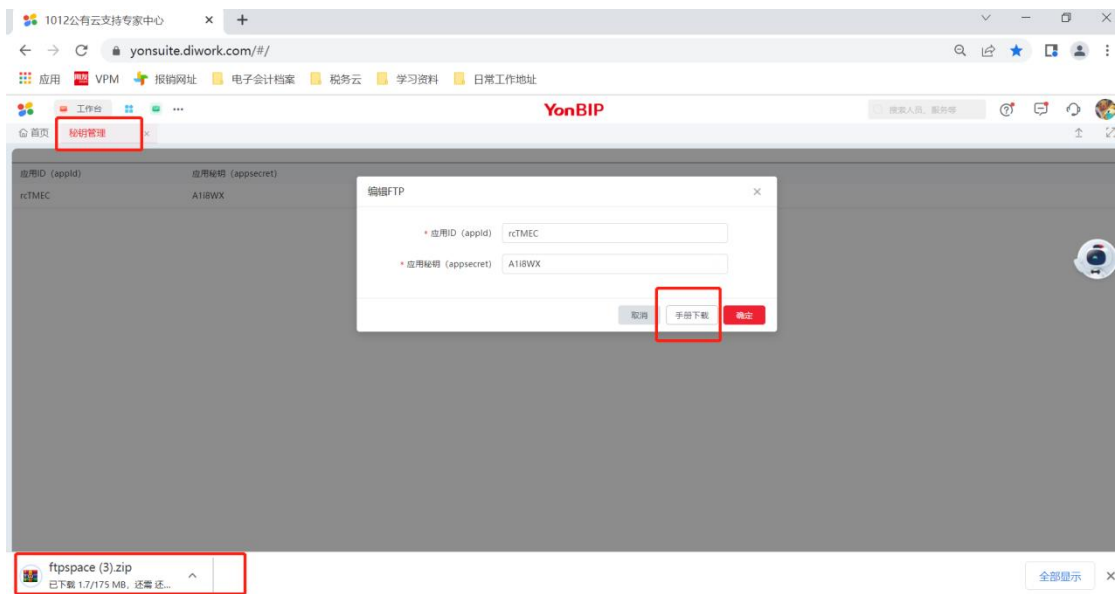 1012公有云支持专家中心
yonsuite.diwork.com/#/
应用 VPM 报销网址 电子会计档案 税务云 学习资料 日常工作地址
工作台 YonBIP 搜索人员、服务等
首页 秘钥管理
应用ID（appId） 应用秘钥（appsecret）
rcTMEC A1i8WX
编辑FTP
* 应用ID（appId） rcTMEC
* 应用秘钥（appsecret） A1i8WX
取消 手册下载 确定
ftpspace (3).zip
已下载 1.7/175 MB，还需 还... 全部显示